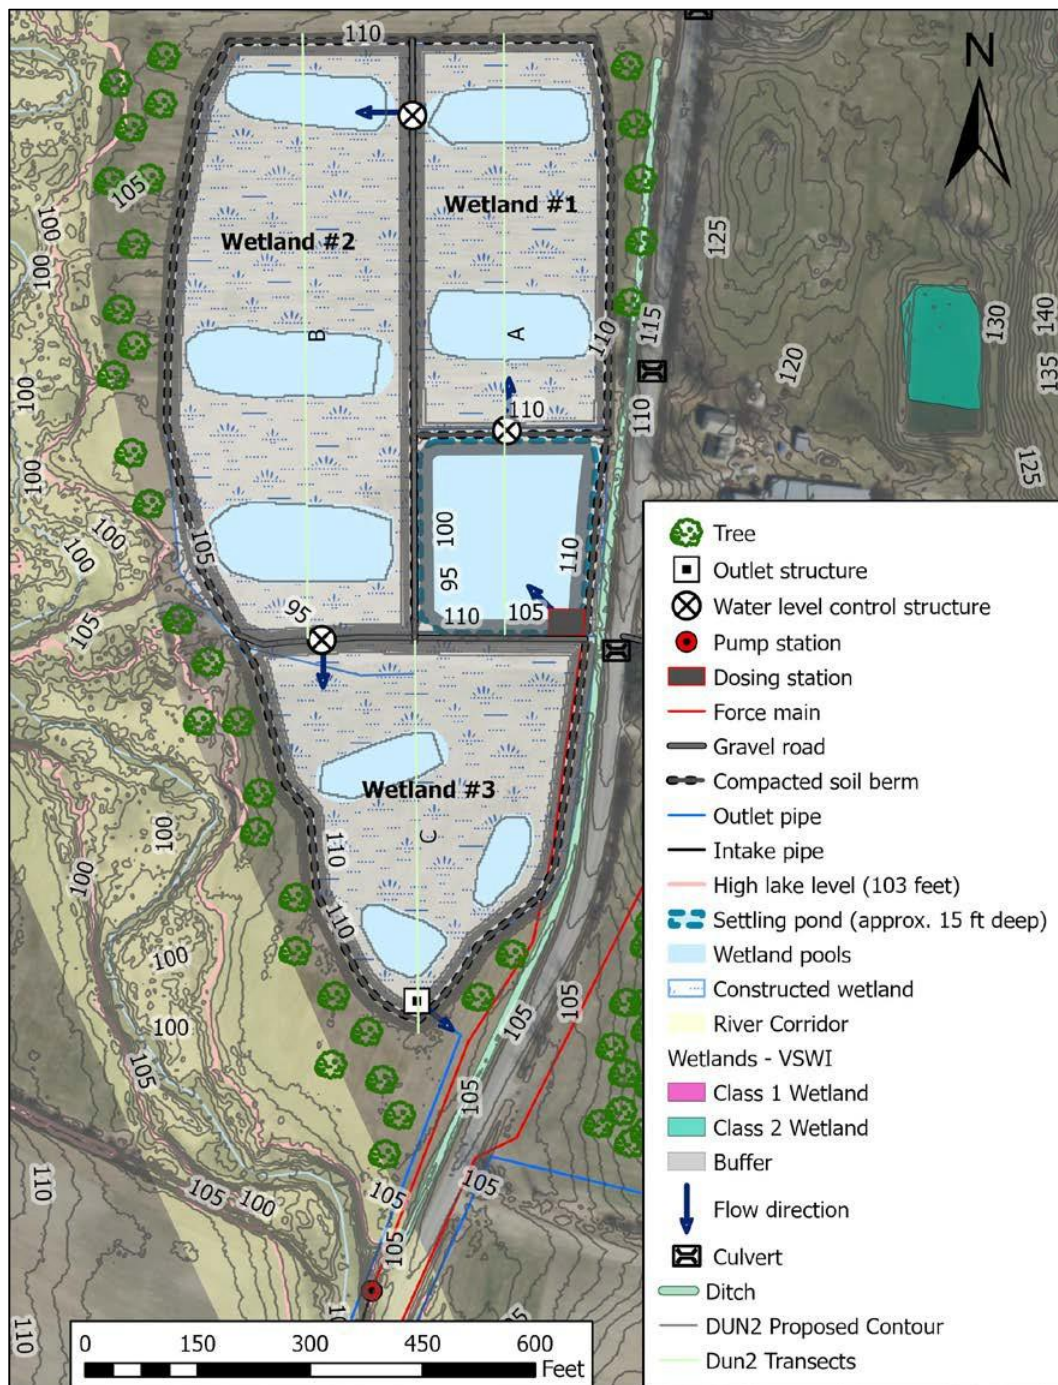 110
N
105
100
100
125
Wetland #1
Wetland #2
110
115
130
140
135
A
B
120
100
110
110
125
100
100
100
105
100
95
110
110
105
95
105
Wetland #3
C
110
110
100
100
100
100
105
105
105
105
105
105
105
100
105
110
110
Tree
Outlet structure
Water level control structure
Pump station
Dosing station
Force main
Gravel road
Compacted soil berm
Outlet pipe
Intake pipe
High lake level (103 feet)
Settling pond (approx. 15 ft deep)
Wetland pools
Constructed wetland
River Corridor
Wetlands - VSWI
Class 1 Wetland
Class 2 Wetland
Buffer
Flow direction
Culvert
Ditch
DUN2 Proposed Contour
Dun2 Transects
0 150 300 450 600
Feet